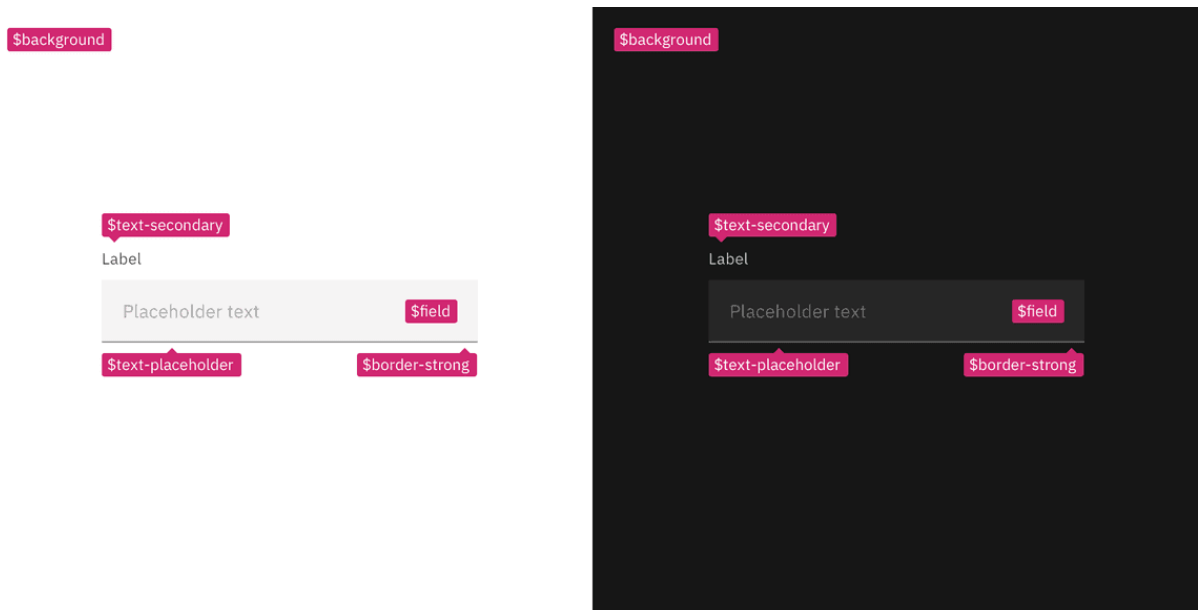 $background
$text-secondary
Label
Placeholder text
$field
$text-placeholder
$border-strong
$background
$text-secondary
Label
Placeholder text
$field
$text-placeholder
$border-strong